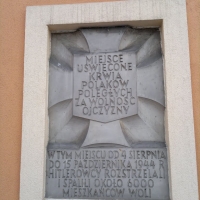 MIEJSCE
UŚWIĘCONE
KRWIĄ
POLAKÓW
POLEGŁYCH
ZA WOLNOŚĆ
OJCZYZNY
W TYM MIEJSCU OD 4 SIERPNIA
DO 15 PAŹDZIERNIKA 1944 R.
HITLEROWCY ROZSTRZELALI
I SPALILI OKOŁO 6000
MIESZKAŃCÓW WOLI